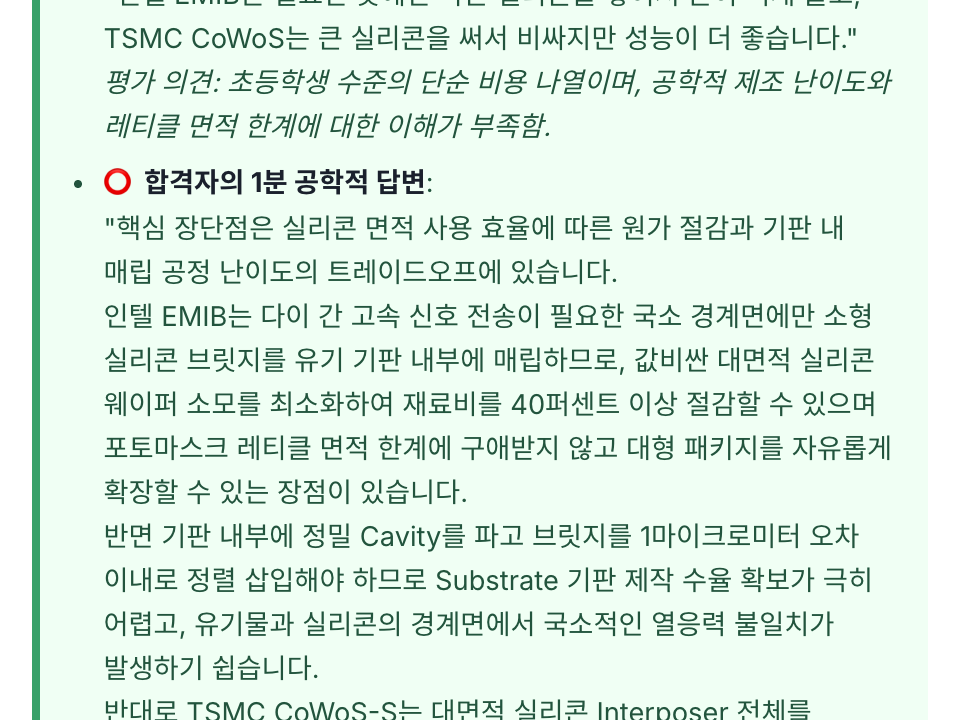 TSMC CoWoS는 큰 실리콘을 써서 비싸지만 성능이 더 좋습니다."
평가 의견: 초등학생 수준의 단순 비용 나열이며, 공학적 제조 난이도와
레티클 면적 한계에 대한 이해가 부족함.
• ⭕ 합격자의 1분 공학적 답변:
"핵심 장단점은 실리콘 면적 사용 효율에 따른 원가 절감과 기판 내
매립 공정 난이도의 트레이드오프에 있습니다.
인텔 EMIB는 다이 간 고속 신호 전송이 필요한 국소 경계면에만 소형
실리콘 브릿지를 유기 기판 내부에 매립하므로, 값비싼 대면적 실리콘
웨이퍼 소모를 최소화하여 재료비를 40퍼센트 이상 절감할 수 있으며
포토마스크 레티클 면적 한계에 구애받지 않고 대형 패키지를 자유롭게
확장할 수 있는 장점이 있습니다.
반면 기판 내부에 정밀 Cavity를 파고 브릿지를 1마이크로미터 오차
이내로 정렬 삽입해야 하므로 Substrate 기판 제작 수율 확보가 극히
어렵고, 유기물과 실리콘의 경계면에서 국소적인 열응력 불일치가
발생하기 쉽습니다.
반대로 TSMC CoWoS-S는 대면적 실리콘 Interposer 전체를